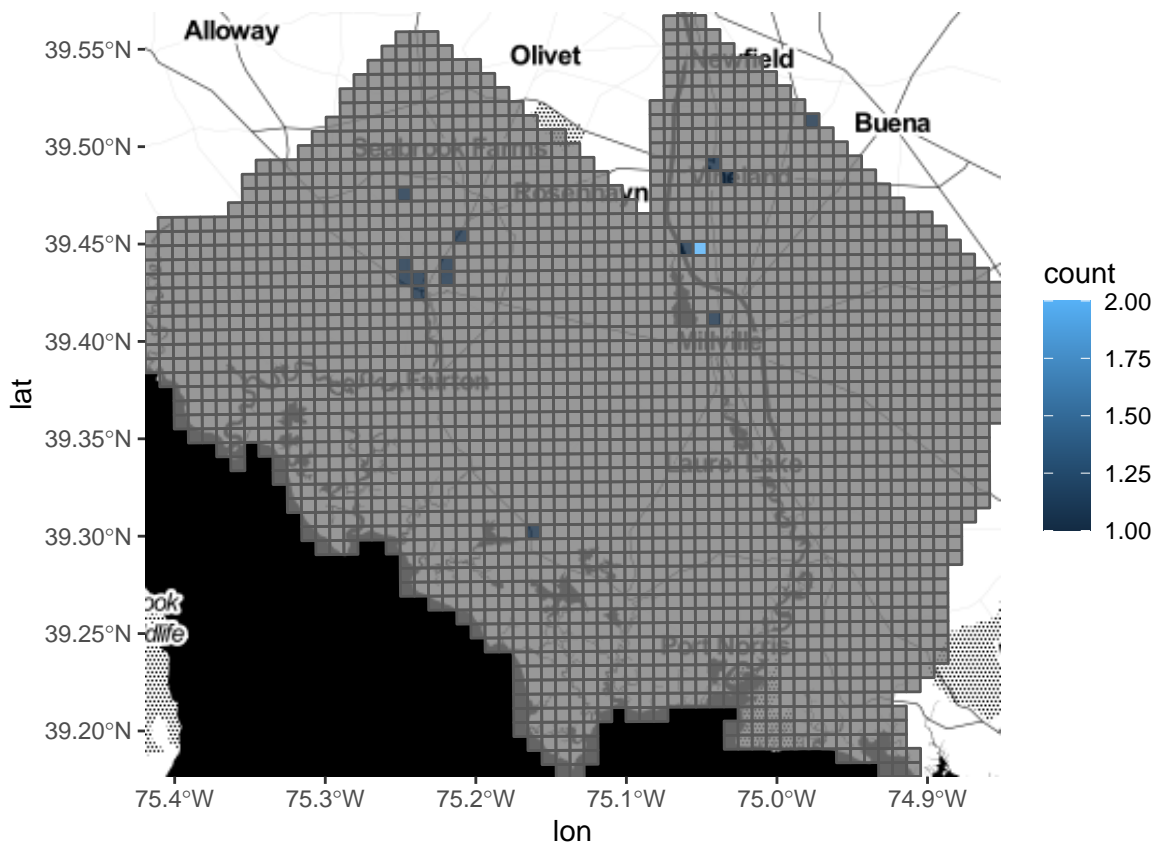 Alloway
Olivet
Newfield
Buena
Seabrook Farms
Vineland
Rosenhayn
Millville
Fairton
Laurel Lake
Port Norris
ook
dlife
39.55°N
39.50°N
39.45°N
39.40°N
39.35°N
39.30°N
39.25°N
39.20°N
lat
75.4°W 75.3°W 75.2°W 75.1°W 75.0°W 74.9°W
lon
count
2.00
1.75
1.50
1.25
1.00